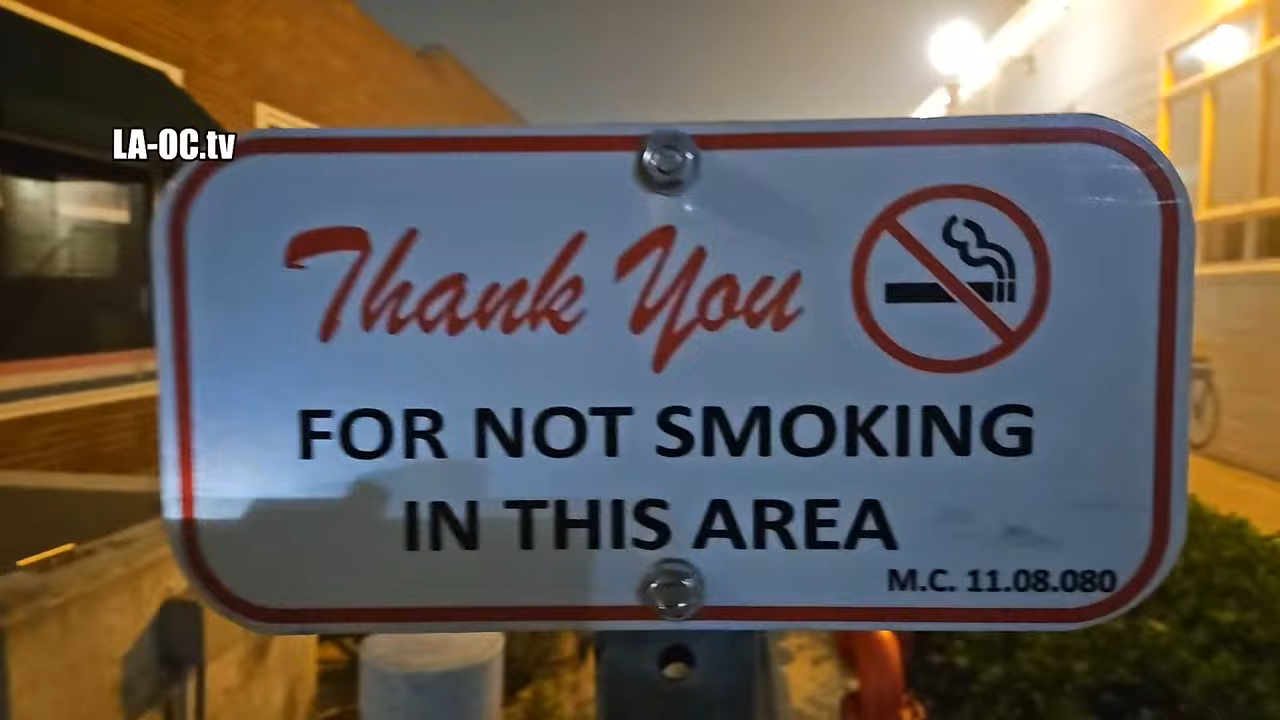 LA-OC.tv
Thank You
FOR NOT SMOKING
IN THIS AREA
M.C. 11.08.080